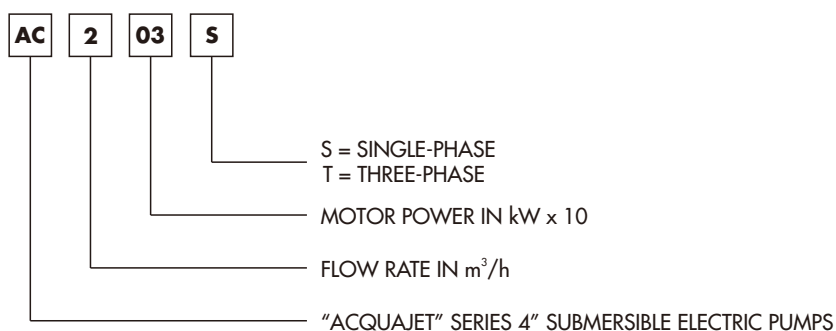 AC 2 03 S
S = SINGLE-PHASE
T = THREE-PHASE
MOTOR POWER IN kW x 10
FLOW RATE IN m³/h
“ACQUAJET” SERIES 4” SUBMERSIBLE ELECTRIC PUMPS